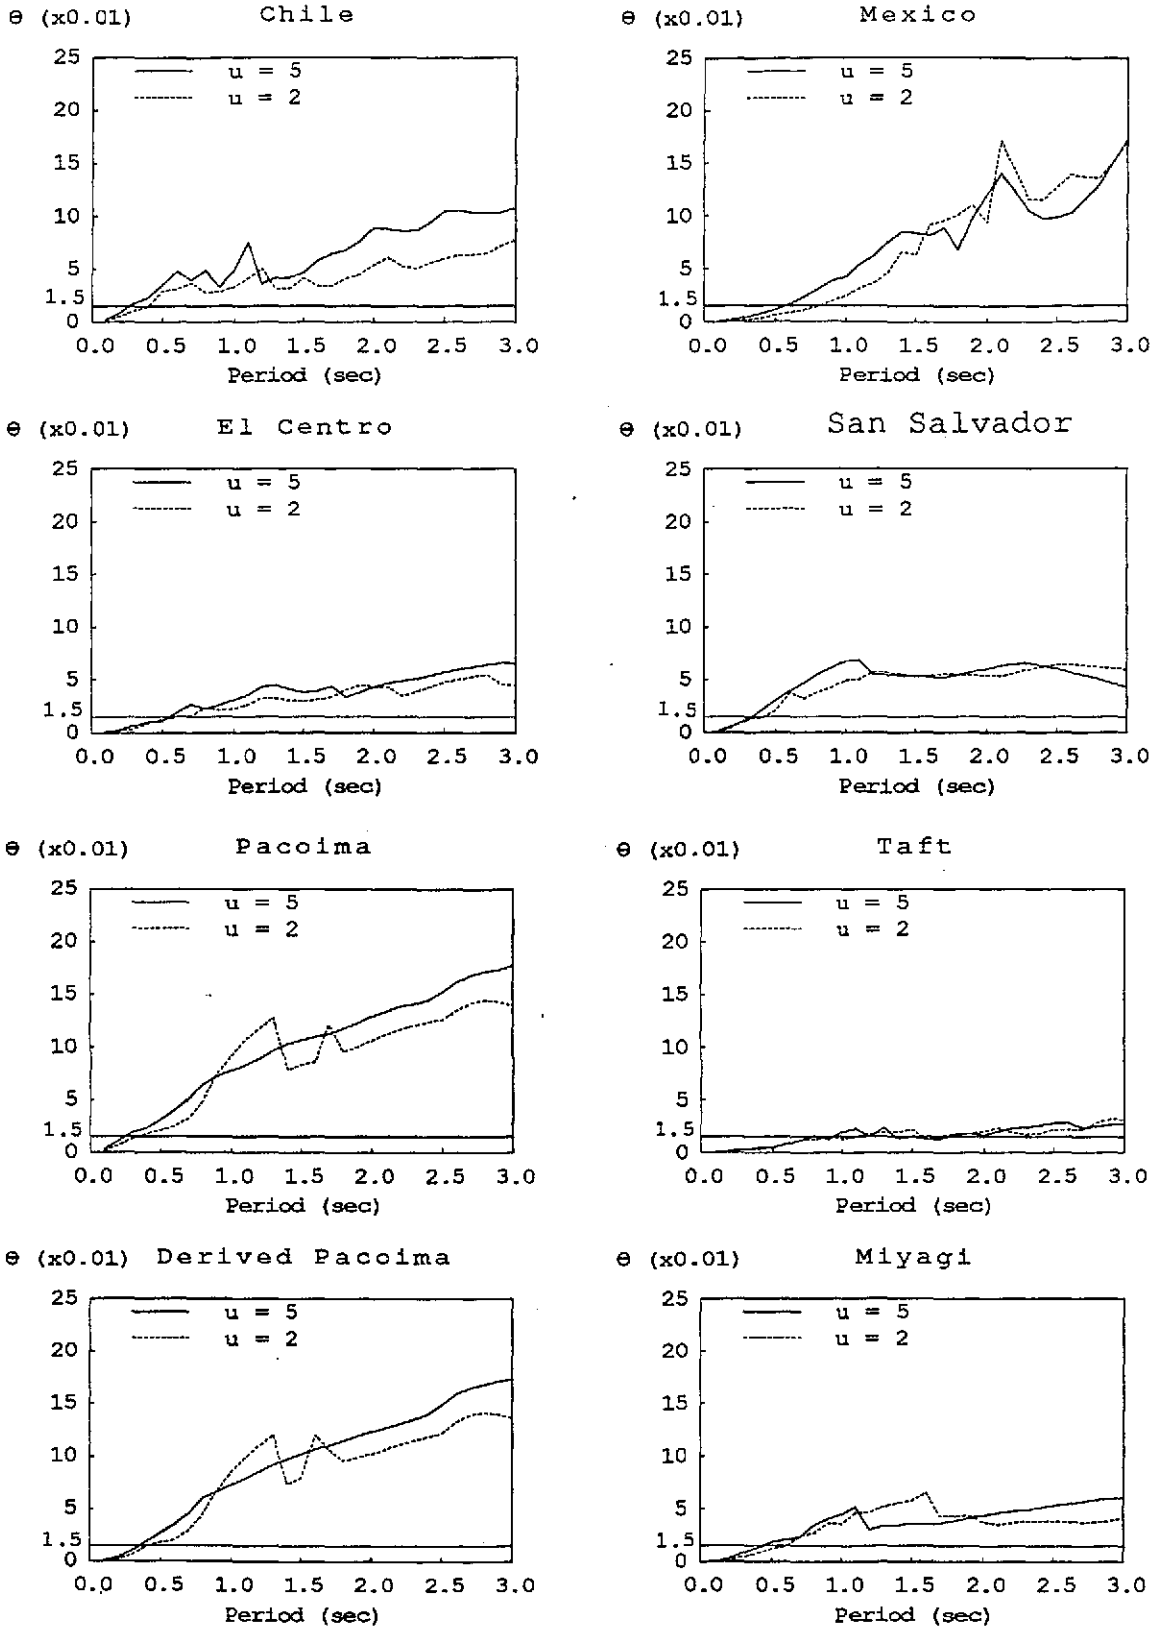 Θ (x0.01) Chile
25
20
15
10
5
1.5
0
u = 5
u = 2
0.0 0.5 1.0 1.5 2.0 2.5 3.0
Period (sec)
Θ (x0.01) Mexico
25
20
15
10
5
1.5
0
u = 5
u = 2
0.0 0.5 1.0 1.5 2.0 2.5 3.0
Period (sec)
Θ (x0.01) El Centro
25
20
15
10
5
1.5
0
u = 5
u = 2
0.0 0.5 1.0 1.5 2.0 2.5 3.0
Period (sec)
Θ (x0.01) San Salvador
25
20
15
10
5
1.5
0
u = 5
u = 2
0.0 0.5 1.0 1.5 2.0 2.5 3.0
Period (sec)
Θ (x0.01) Pacoima
25
20
15
10
5
1.5
0
u = 5
u = 2
0.0 0.5 1.0 1.5 2.0 2.5 3.0
Period (sec)
Θ (x0.01) Taft
25
20
15
10
5
1.5
0
u = 5
u = 2
0.0 0.5 1.0 1.5 2.0 2.5 3.0
Period (sec)
Θ (x0.01) Derived Pacoima
25
20
15
10
5
1.5
0
u = 5
u = 2
0.0 0.5 1.0 1.5 2.0 2.5 3.0
Period (sec)
Θ (x0.01) Miyagi
25
20
15
10
5
1.5
0
u = 5
u = 2
0.0 0.5 1.0 1.5 2.0 2.5 3.0
Period (sec)